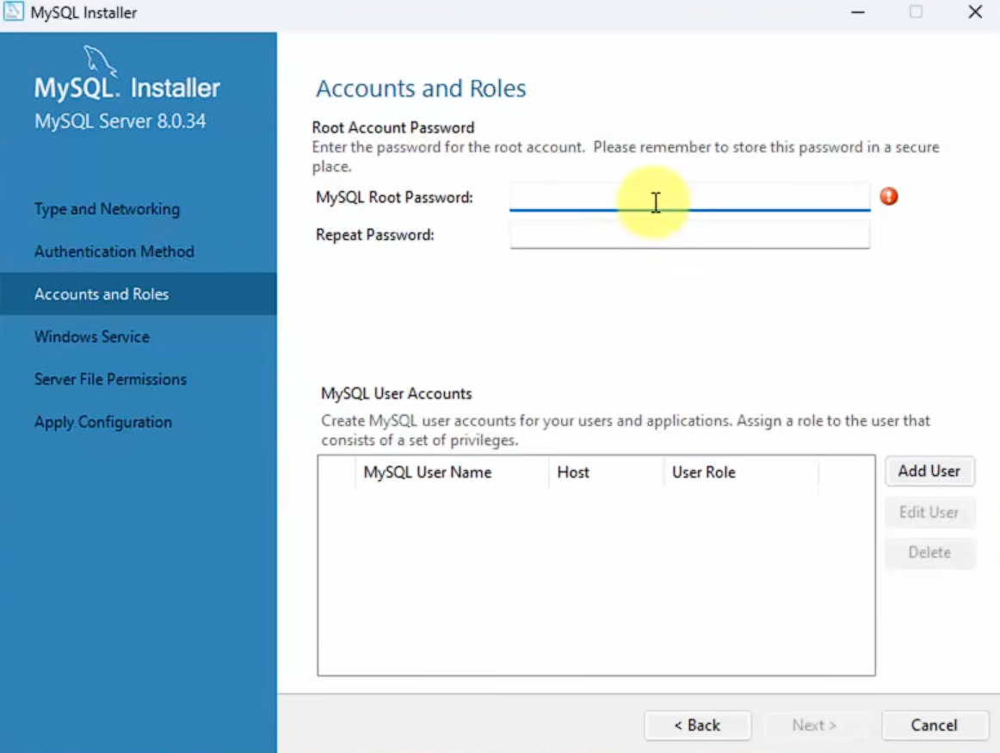 MySQL Installer
MySQL. Installer
MySQL Server 8.0.34
Type and Networking
Authentication Method
Accounts and Roles
Windows Service
Server File Permissions
Apply Configuration
Accounts and Roles
Root Account Password
Enter the password for the root account.  Please remember to store this password in a secure
place.
MySQL Root Password:
Repeat Password:
MySQL User Accounts
Create MySQL user accounts for your users and applications. Assign a role to the user that
consists of a set of privileges.
MySQL User Name Host User Role
Add User
Edit User
Delete
< Back Next > Cancel